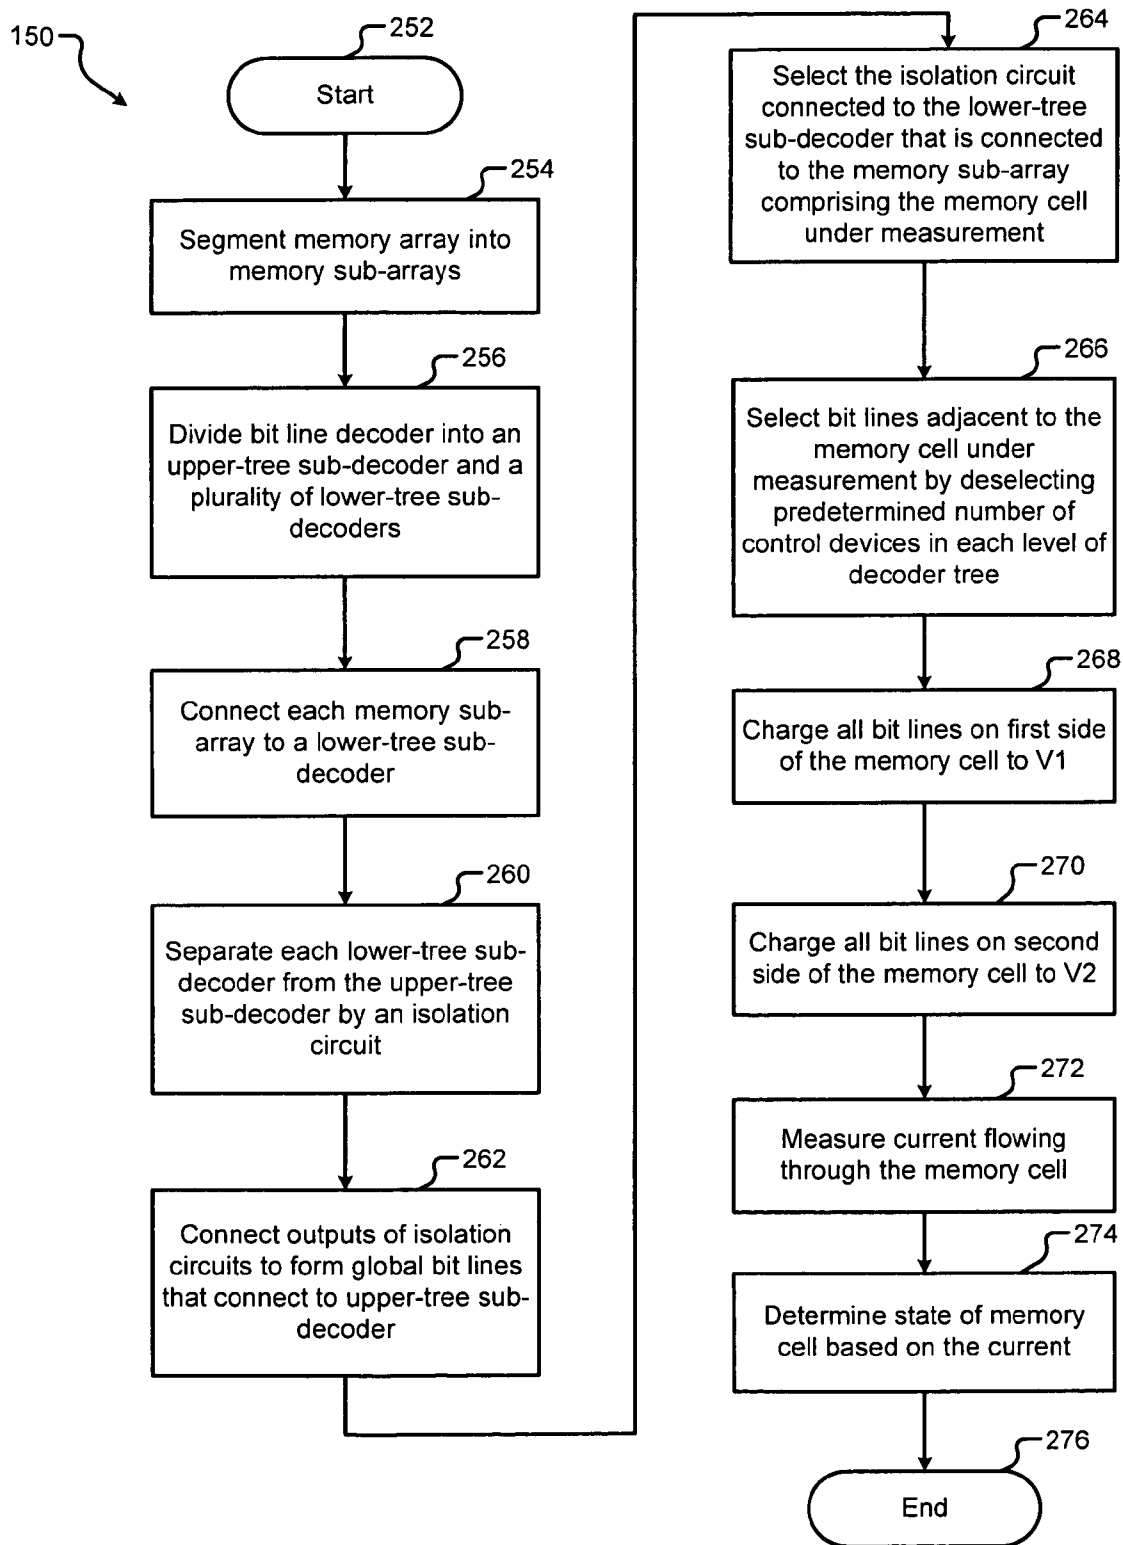 150
252
Start
254
Segment memory array into
memory sub-arrays
256
Divide bit line decoder into an
upper-tree sub-decoder and a
plurality of lower-tree sub-
decoders
258
Connect each memory sub-
array to a lower-tree sub-
decoder
260
Separate each lower-tree sub-
decoder from the upper-tree
sub-decoder by an isolation
circuit
262
Connect outputs of isolation
circuits to form global bit lines
that connect to upper-tree sub-
decoder
264
Select the isolation circuit
connected to the lower-tree
sub-decoder that is connected
to the memory sub-array
comprising the memory cell
under measurement
266
Select bit lines adjacent to the
memory cell under
measurement by deselecting
predetermined number of
control devices in each level of
decoder tree
268
Charge all bit lines on first side
of the memory cell to V1
270
Charge all bit lines on second
side of the memory cell to V2
272
Measure current flowing
through the memory cell
274
Determine state of memory
cell based on the current
276
End